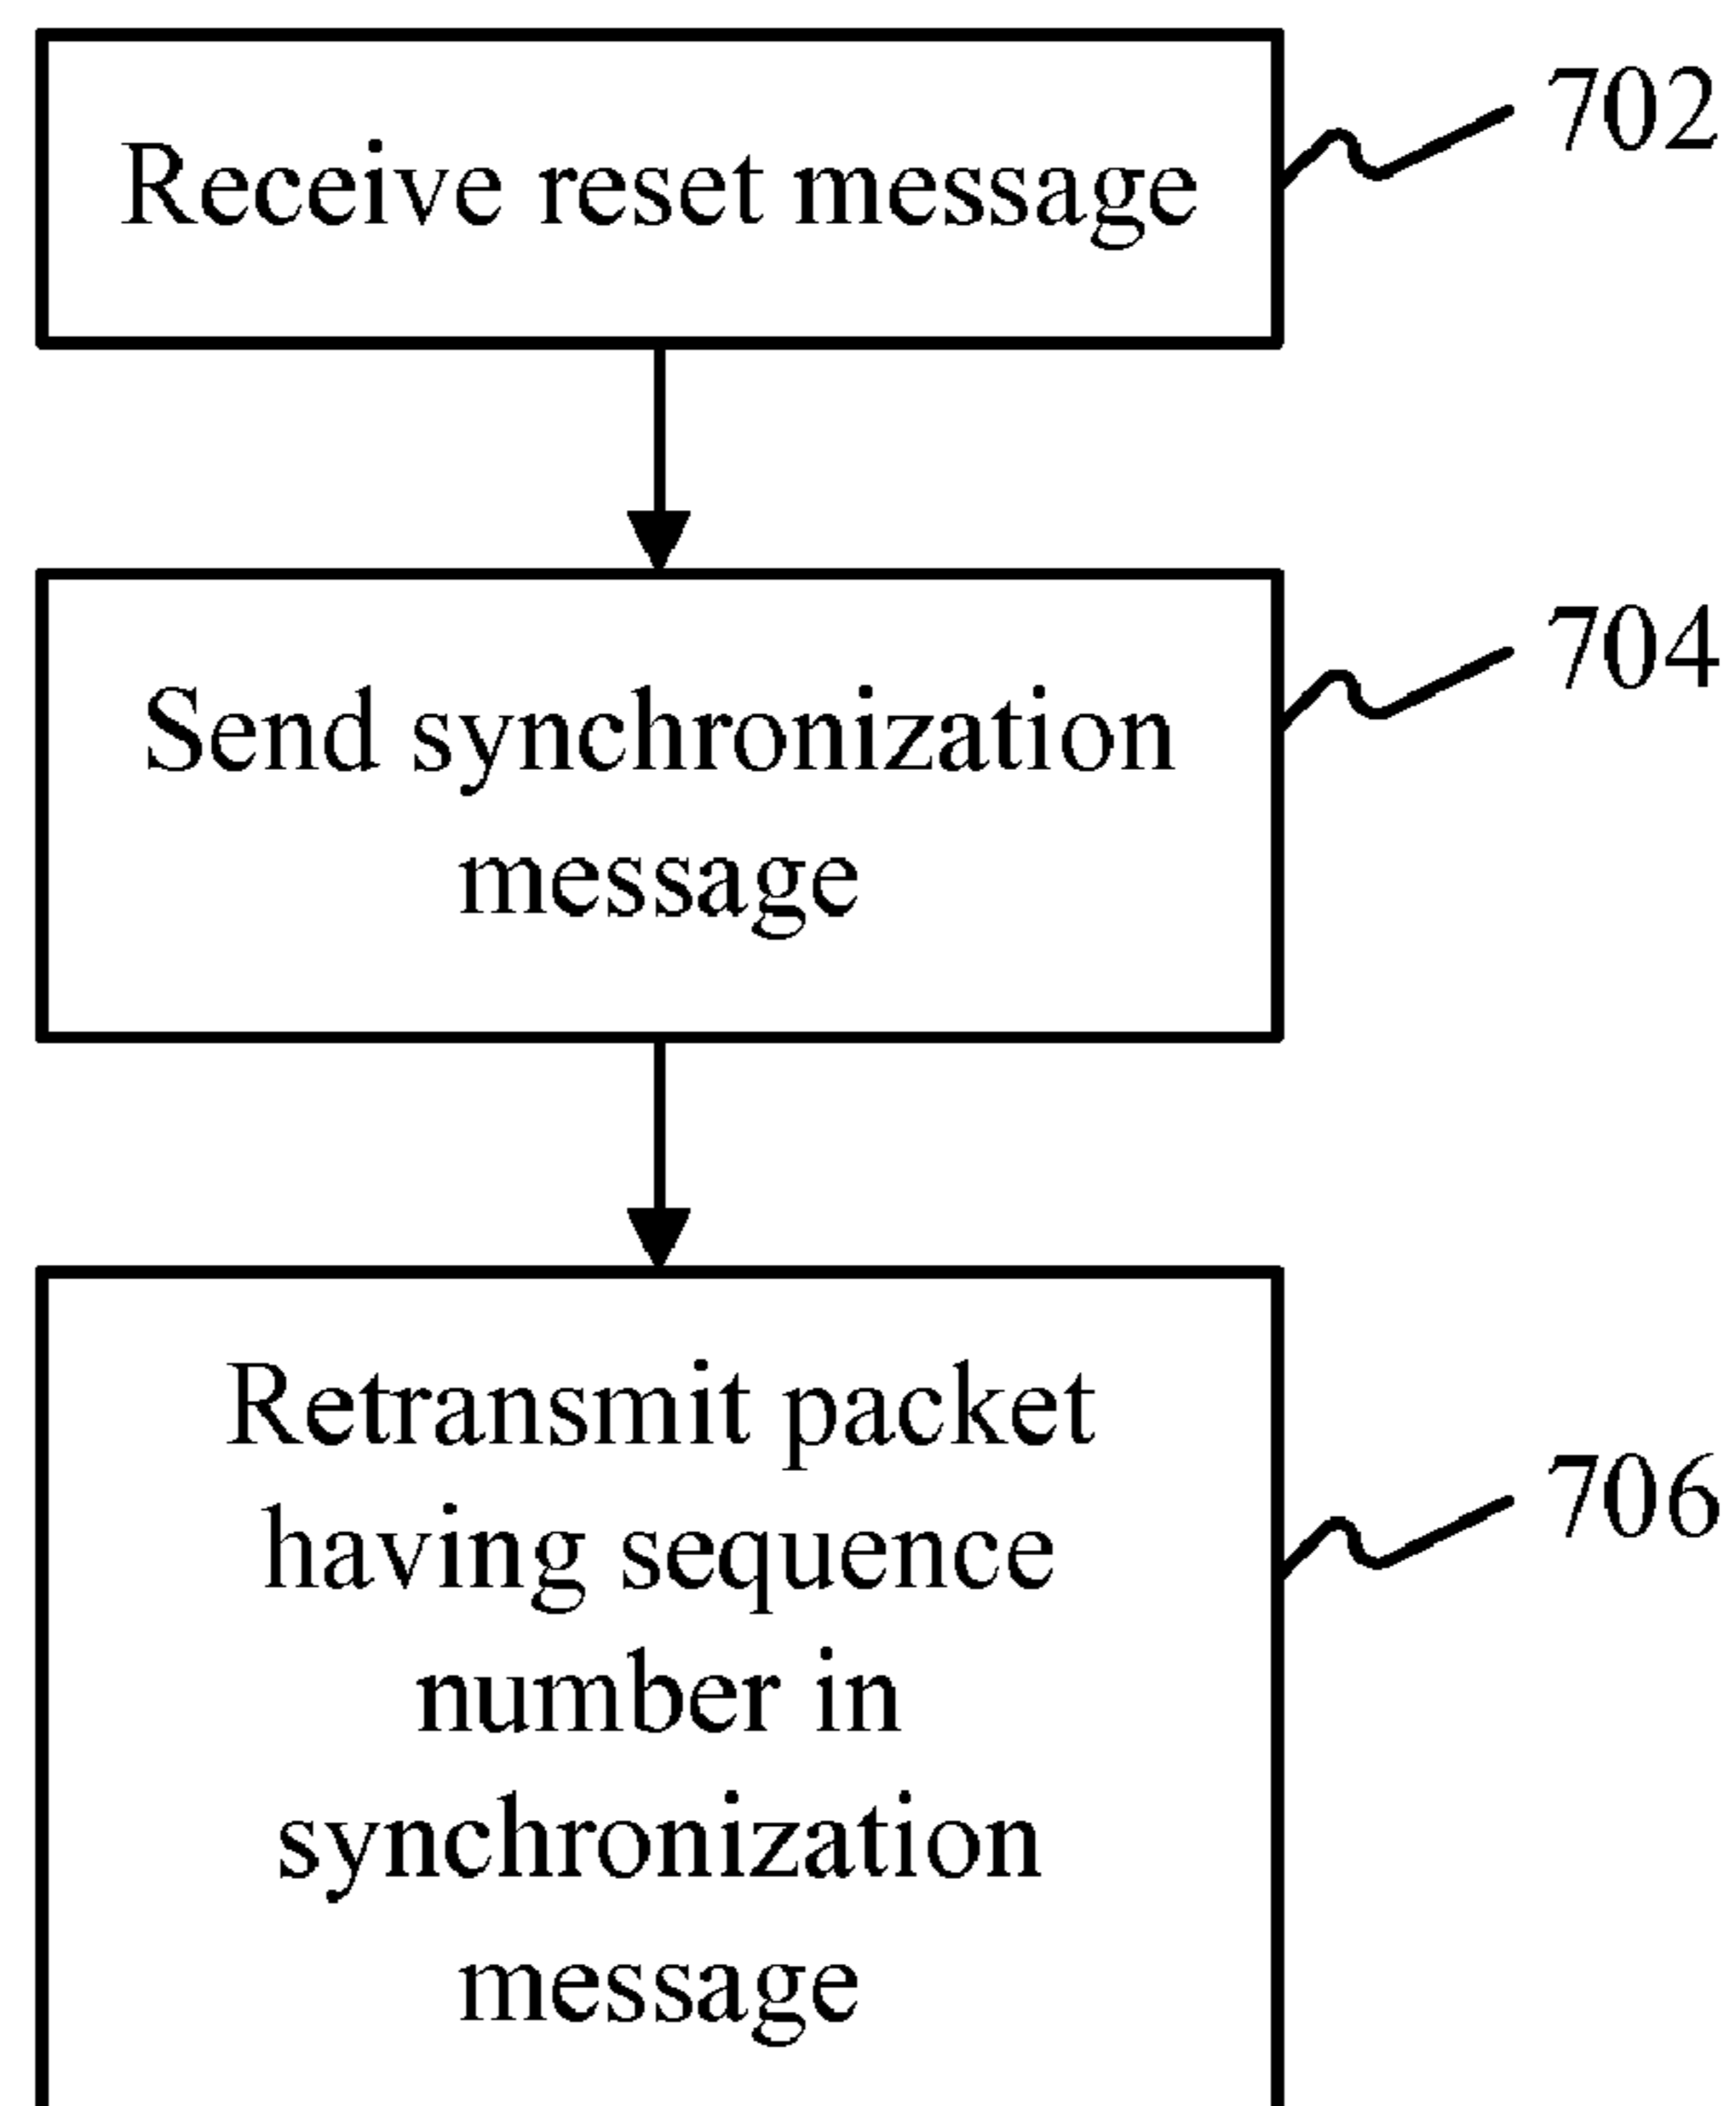 Receive reset message
702
Send synchronization
message
704
Retransmit packet
having sequence
number in
synchronization
message
706